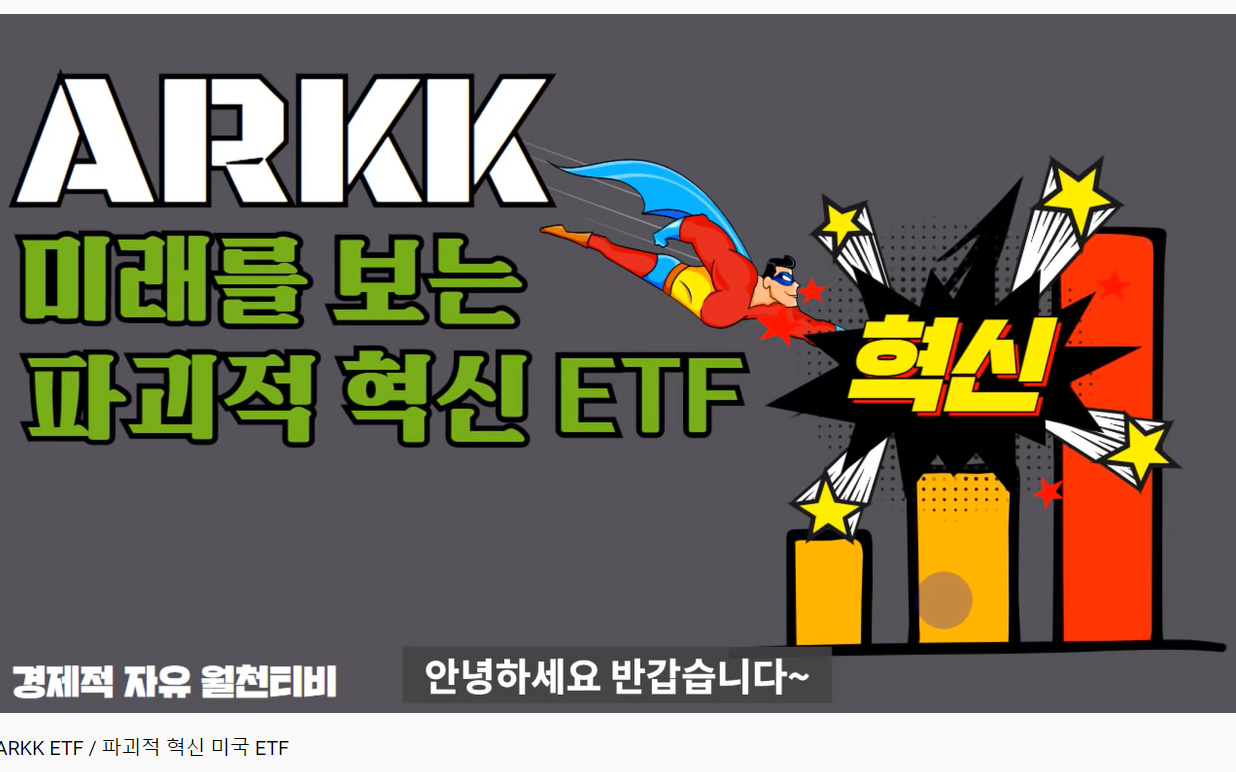 ARKK
미래를 보는
파괴적 혁신 ETF
혁신
경제적 자유 월천티비
안녕하세요 반갑습니다~
ARKK ETF / 파괴적 혁신 미국 ETF